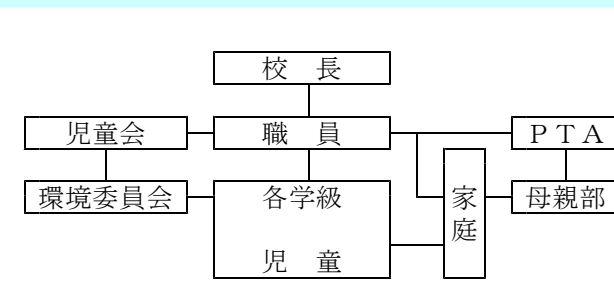 校　長
児童会
職　員
ＰＴＡ
環境委員会
各学級
児　童
家庭
母親部